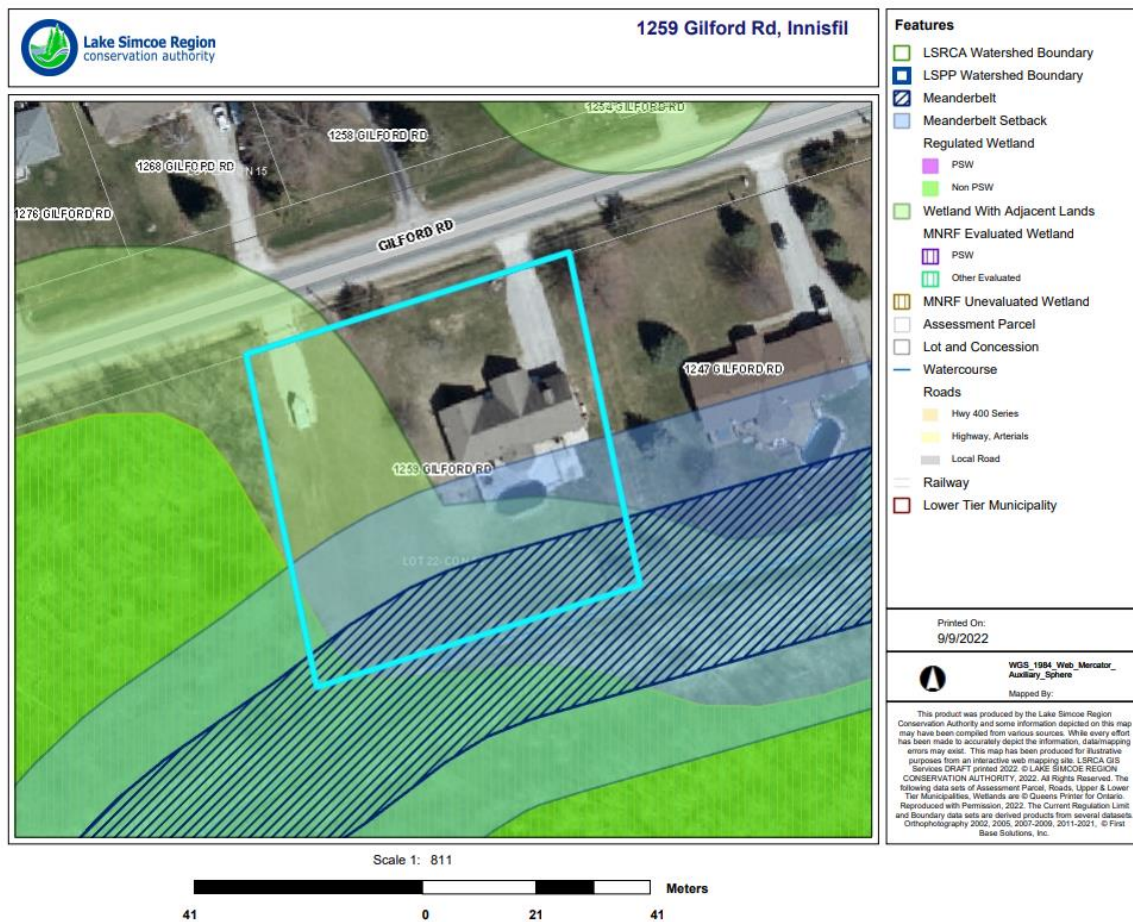 Lake Simcoe Region
conservation authority
1259 Gilford Rd, Innisfil
1254 GILFORD RD
1258 GILFORD RD
1268 GILFORD RD
N 15
1276 GILFORD RD
GILFORD RD
1247 GILFORD RD
1259 GILFORD RD
LOT 22-CON
Features
LSRCA Watershed Boundary
LSPP Watershed Boundary
Meanderbelt
Meanderbelt Setback
Regulated Wetland
PSW
Non PSW
Wetland With Adjacent Lands
MNRF Evaluated Wetland
PSW
Other Evaluated
MNRF Unevaluated Wetland
Assessment Parcel
Lot and Concession
Watercourse
Roads
Hwy 400 Series
Highway, Arterials
Local Road
Railway
Lower Tier Municipality
Printed On:
9/9/2022
WGS_1984_Web_Mercator_
Auxiliary_Sphere
Mapped By:
This product was produced by the Lake Simcoe Region
Conservation Authority and some information depicted on this map
may have been compiled from various sources. While every effort
has been made to accurately depict the information, data/mapping
errors may exist. This map has been produced for illustrative
purposes from an interactive web mapping site. LSRCA GIS
Services DRAFT printed 2022. © LAKE SIMCOE REGION
CONSERVATION AUTHORITY, 2022. All Rights Reserved. The
following data sets of Assessment Parcel, Roads, Upper & Lower
Tier Municipalities, Wetlands are © Queens Printer for Ontario.
Reproduced with Permission, 2022. The Current Regulation Limit
and Boundary data sets are derived products from several datasets.
Orthophotography 2002, 2005, 2007-2009, 2011-2021, © First
Base Solutions, Inc.
Scale 1: 811
Meters
41 0 21 41